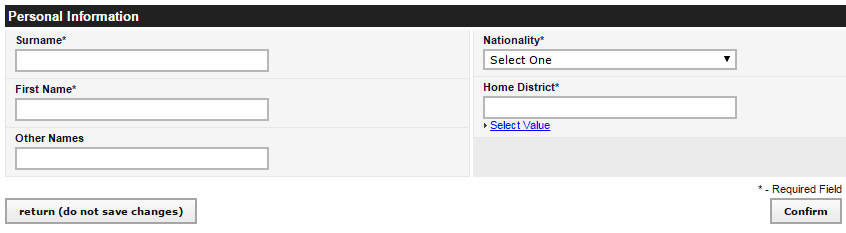 Personal Information
Surname*
First Name*
Other Names
Nationality*
Select One
Home District*
Select Value
* - Required Field
return (do not save changes)
Confirm